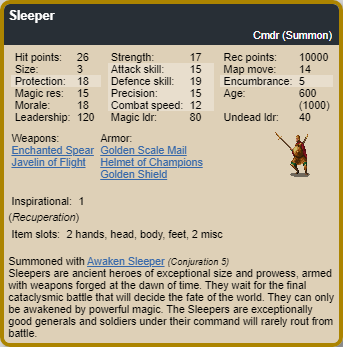 Sleeper
Cmdr (Summon)
Hit points: 26 Strength: 17 Rec points: 10000
Size: 3 Attack skill: 15 Map move: 14
Protection: 18 Defence skill: 19 Encumbrance: 5
Magic res: 15 Precision: 15 Age: 600
Morale: 18 Combat speed: 12 (1000)
Leadership: 120 Magic ldr: 80 Undead ldr: 40
Weapons: Armor:
Enchanted Spear Golden Scale Mail
Javelin of Flight Helmet of Champions
Golden Shield
Inspirational: 1
(Recuperation)
Item slots: 2 hands, head, body, feet, 2 misc
Summoned with Awaken Sleeper (Conjuration 5)
Sleepers are ancient heroes of exceptional size and prowess, armed
with weapons forged at the dawn of time. They wait for the final
cataclysmic battle that will decide the fate of the world. They can only
be awakened by powerful magic. The Sleepers are exceptionally
good generals and soldiers under their command will rarely rout from
battle.